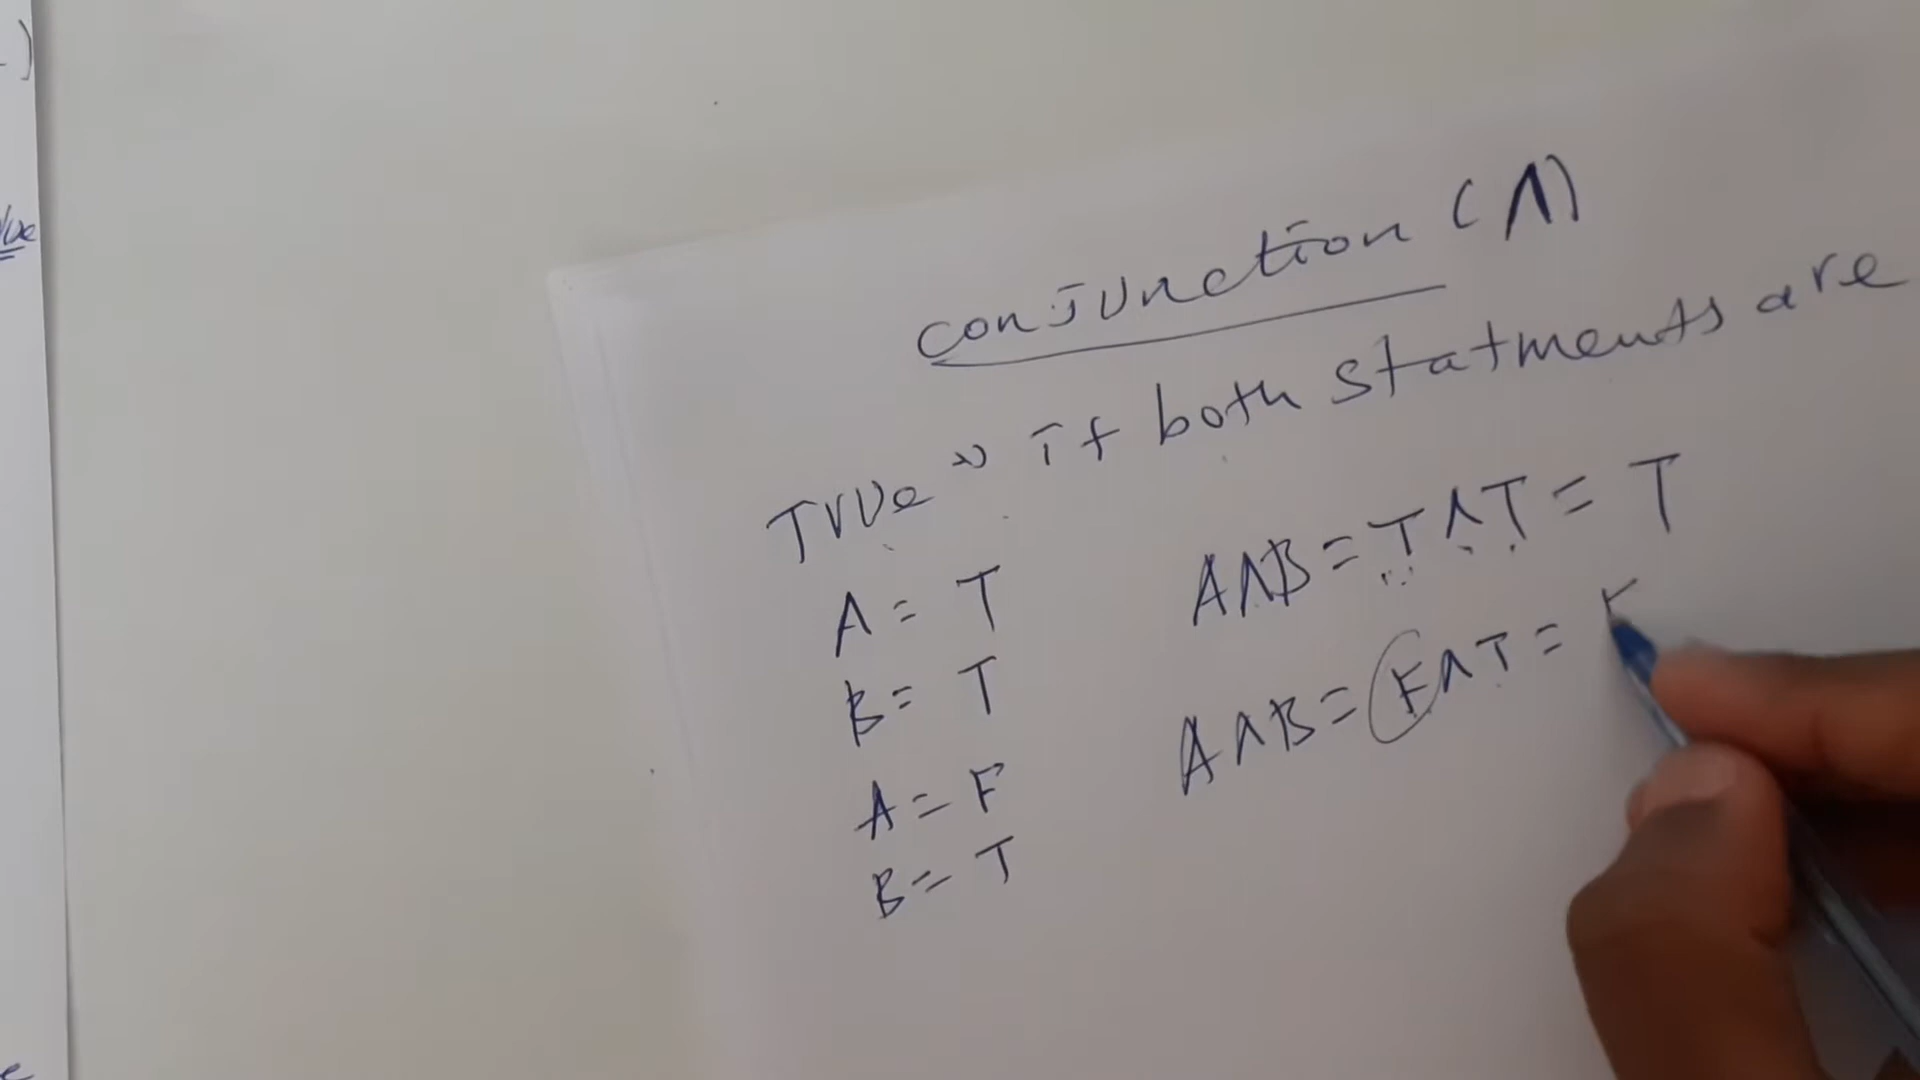 conjunction (∧)
True » if both statments are
A = T
B = T
A∧B = T∧T = T
A = F
B = T
A∧B = F∧T = F